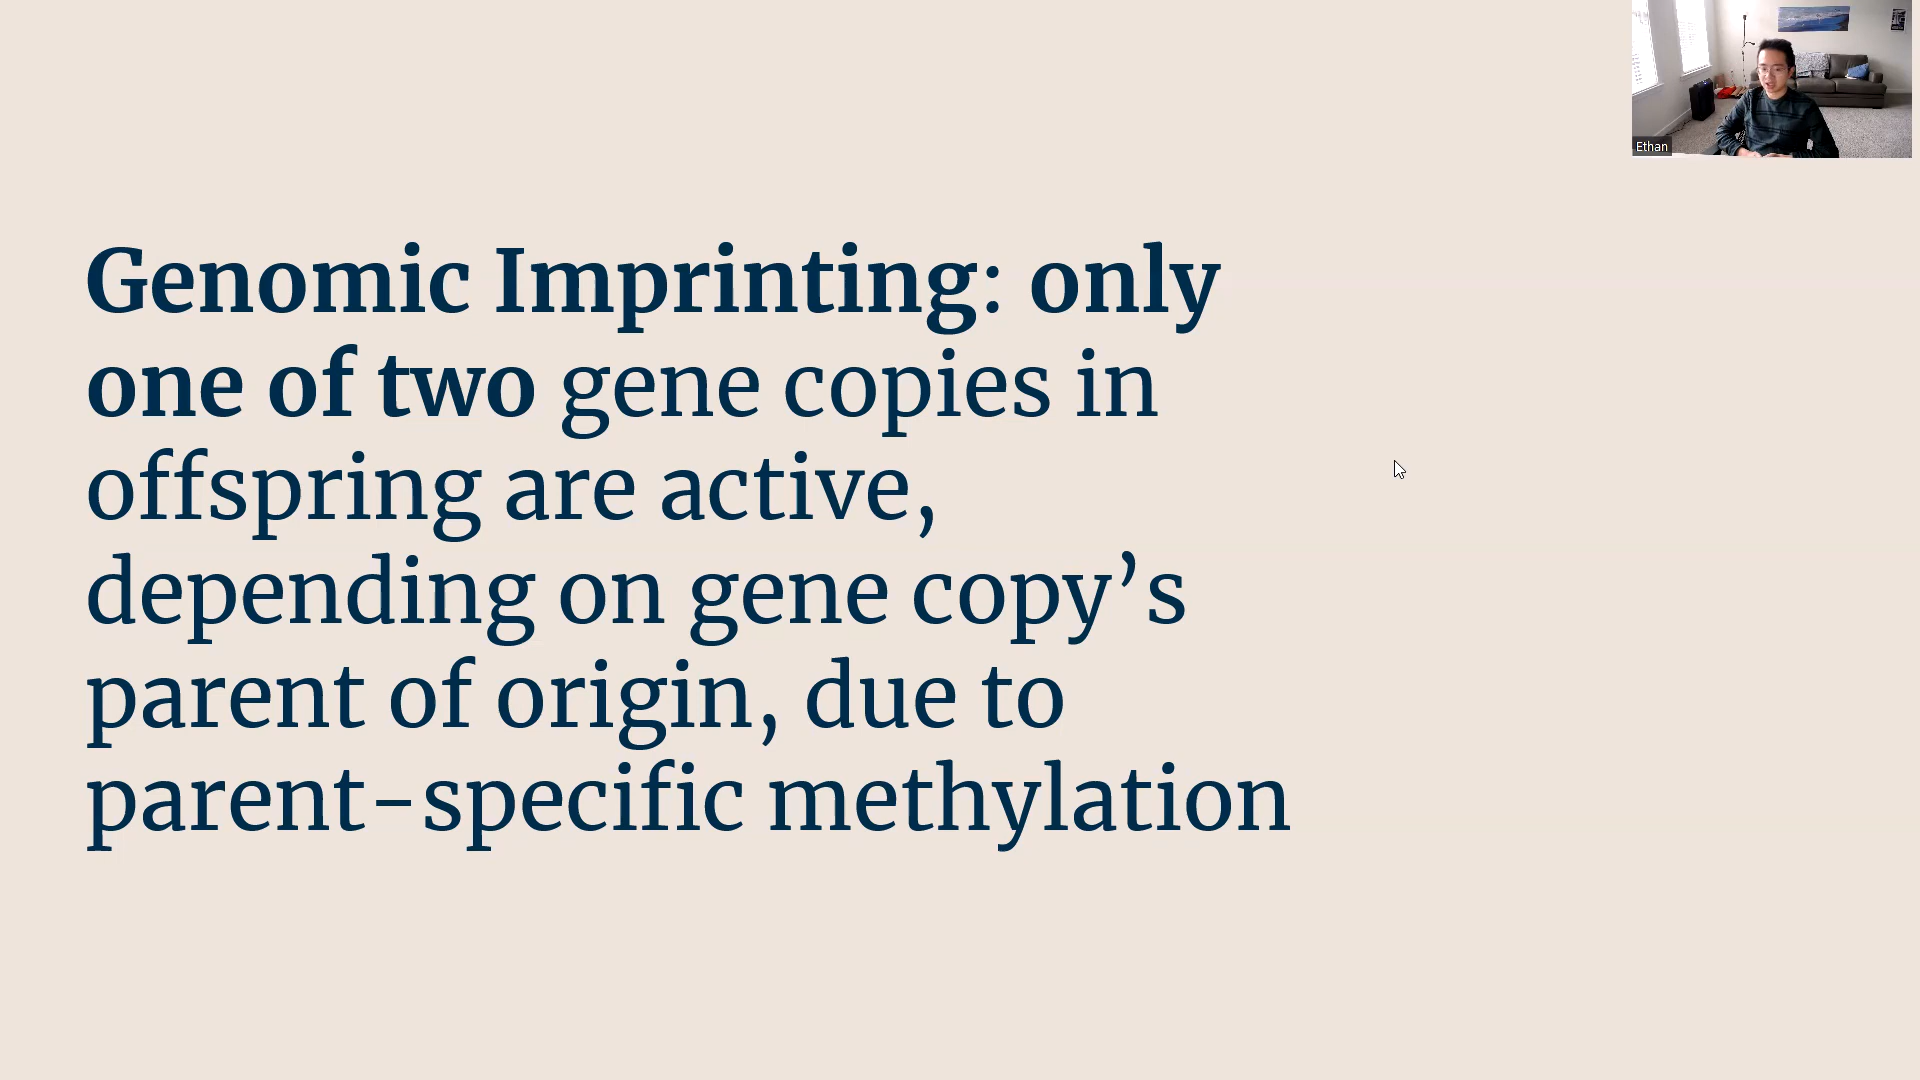 Ethan
Genomic Imprinting: only
one of two gene copies in
offspring are active,
depending on gene copy’s
parent of origin, due to
parent-specific methylation